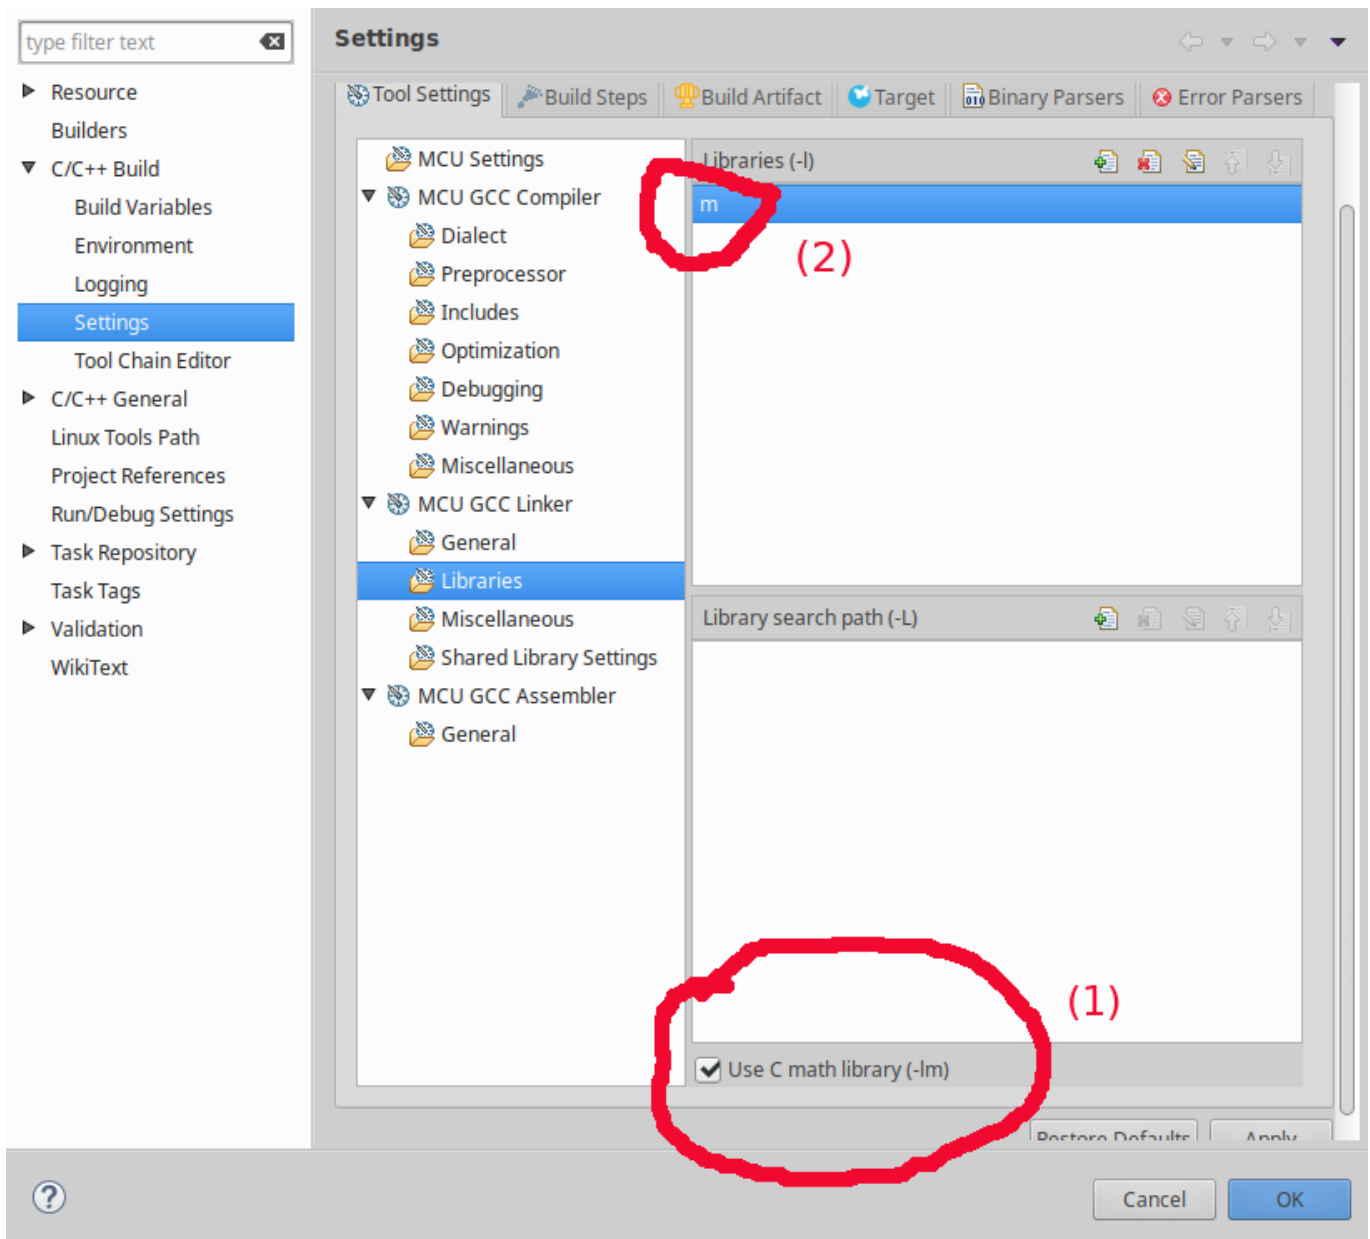 type filter text
Resource
Builders
C/C++ Build
Build Variables
Environment
Logging
Settings
Tool Chain Editor
C/C++ General
Linux Tools Path
Project References
Run/Debug Settings
Task Repository
Task Tags
Validation
WikiText
Settings
Tool Settings Build Steps Build Artifact Target Binary Parsers Error Parsers
MCU Settings
MCU GCC Compiler
Dialect
Preprocessor
Includes
Optimization
Debugging
Warnings
Miscellaneous
MCU GCC Linker
General
Libraries
Miscellaneous
Shared Library Settings
MCU GCC Assembler
General
Libraries (-l)
m
(2)
Library search path (-L)
(1)
Use C math library (-lm)
Restore Defaults Apply
? Cancel OK